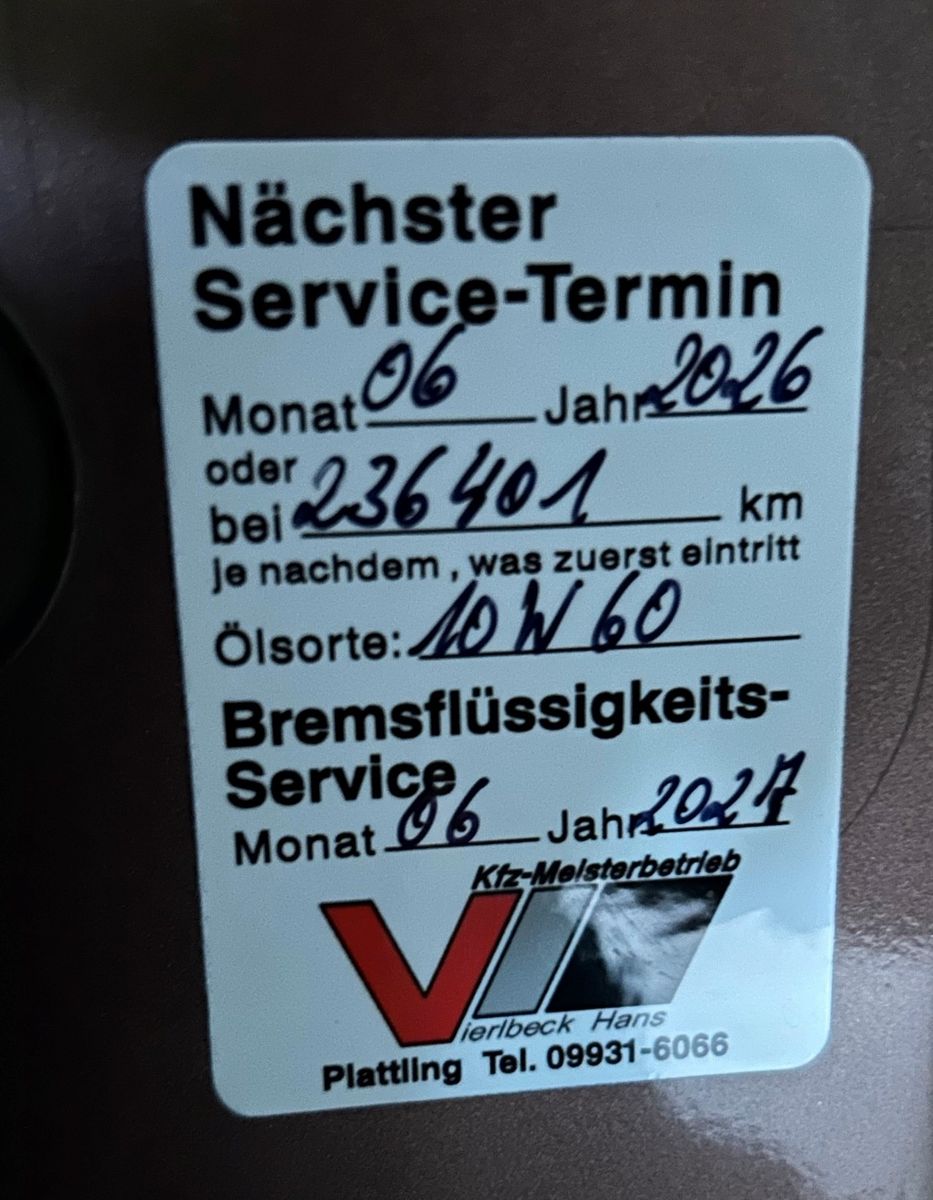 Nächster
Service-Termin
Monat 06 Jahr 2026
oder
bei 236401 km
je nachdem , was zuerst eintritt
Ölsorte: 10W60
Bremsflüssigkeits-
Service
Monat 06 Jahr 2027
Kfz-Meisterbetrieb
Vierlbeck Hans
Plattling Tel. 09931-6066